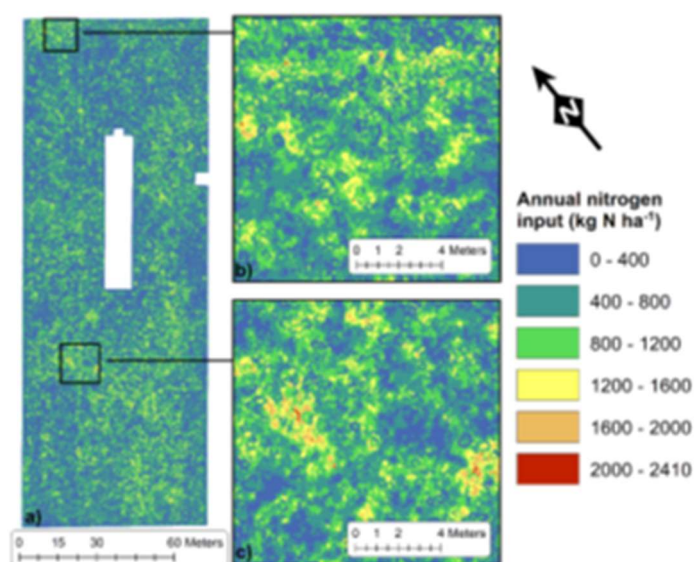 N
Annual nitrogen
input (kg N ha⁻¹)
0 - 400
400 - 800
800 - 1200
1200 - 1600
1600 - 2000
2000 - 2410
b)
0 1 2 4 Meters
a)
0 15 30 60 Meters
c)
0 1 2 4 Meters